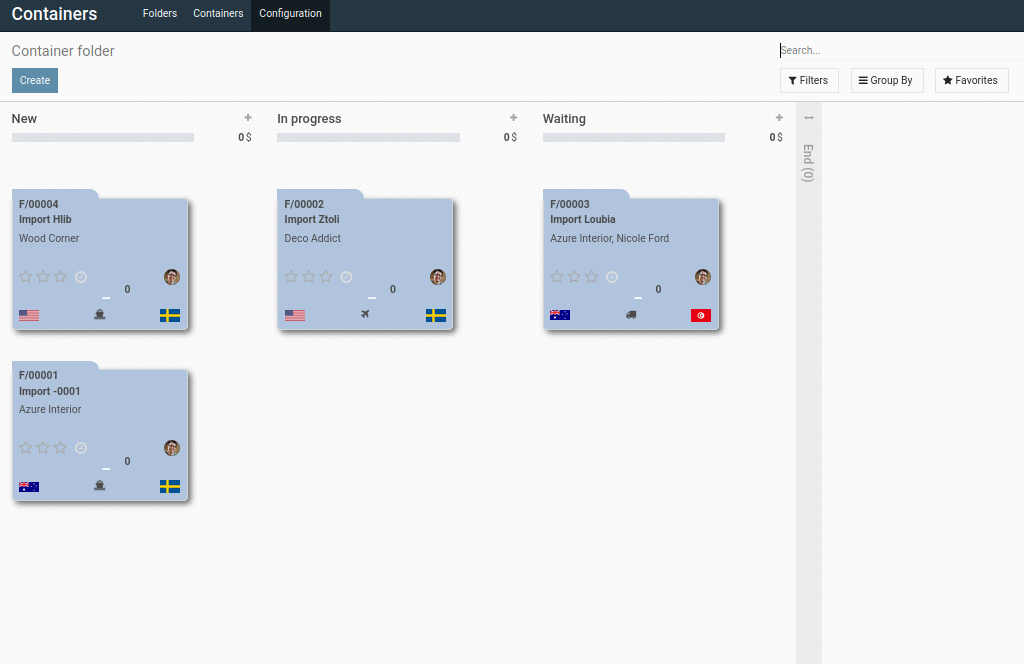 Containers Folders Containers Configuration
Container folder
Search...
Create
Filters Group By Favorites
New
0 $
In progress
0 $
Waiting
0 $
End (0)
F/00004
Import Hlib
Wood Corner
0
F/00002
Import Ztoli
Deco Addict
0
F/00003
Import Loubia
Azure Interior, Nicole Ford
0
F/00001
Import -0001
Azure Interior
0